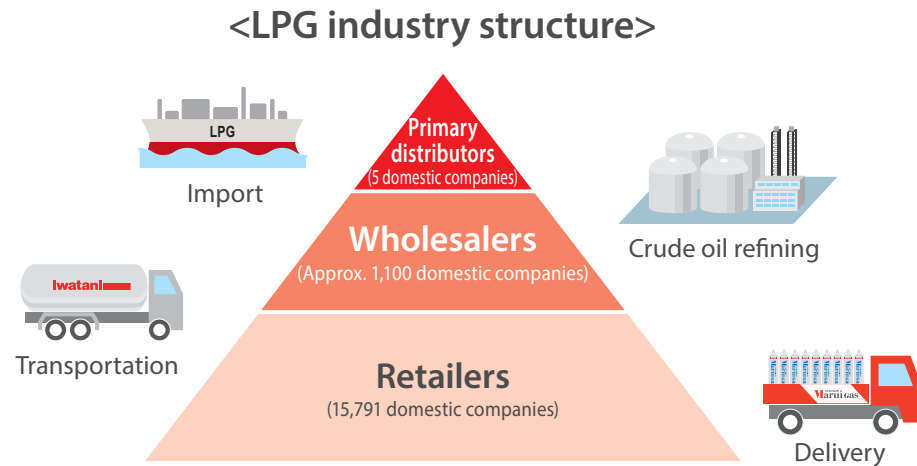 <LPG industry structure>
LPG
Import
Primary
distributors
(5 domestic companies)
Crude oil refining
Wholesalers
(Approx. 1,100 domestic companies)
Iwatani
Transportation
Retailers
(15,791 domestic companies)
Marui gas
Delivery